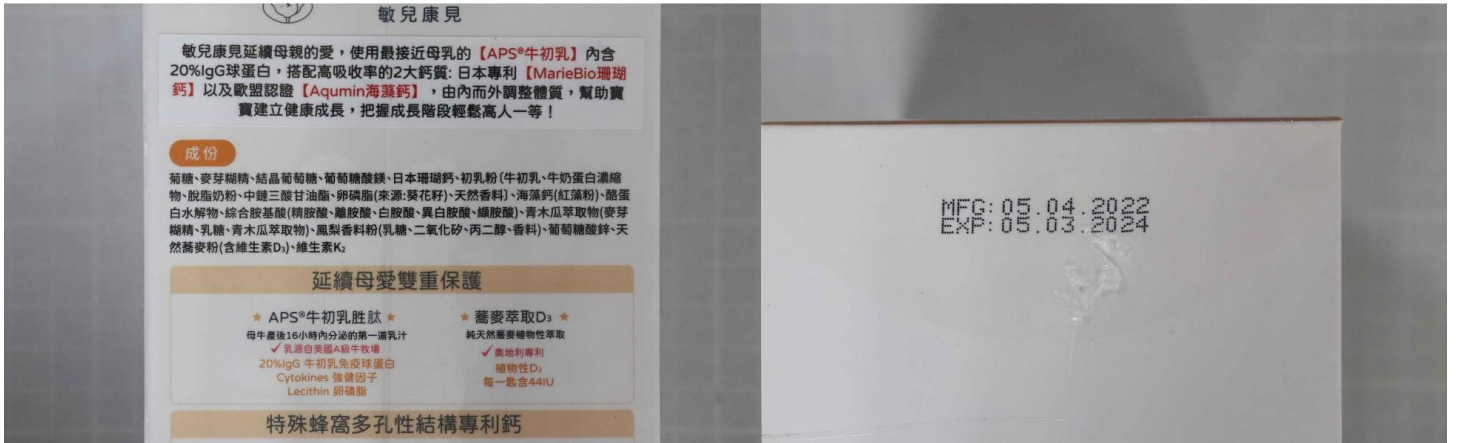 敏兒康見
敏兒康見延續母親的愛，使用最接近母乳的【APS®牛初乳】內含
20%IgG球蛋白，搭配高吸收率的2大鈣質: 日本專利【MarieBio珊瑚
鈣】以及歐盟認證【Aqumin海藻鈣】，由內而外調整體質，幫助寶
寶建立健康成長，把握成長階段輕鬆高人一等！
成份
菊糖、麥芽糊精、結晶葡萄糖、葡萄糖酸鎂、日本珊瑚鈣、初乳粉〔牛初乳、牛奶蛋白濃縮
物、脫脂奶粉、中鏈三酸甘油酯、卵磷脂(來源:葵花籽)、天然香料〕、海藻鈣(紅藻粉)、酪蛋
白水解物、綜合胺基酸(精胺酸、離胺酸、白胺酸、異白胺酸、纈胺酸)、青木瓜萃取物(麥芽
糊精、乳糖、青木瓜萃取物)、鳳梨香料粉(乳糖、二氧化矽、丙二醇、香料)、葡萄糖酸鋅、天
然蕎麥粉(含維生素D₃)、維生素K₂
延續母愛雙重保護
★ APS®牛初乳胜肽 ★
母牛產後16小時內分泌的第一道乳汁
✓乳源自美國A級牛牧場
20%IgG 牛初乳免疫球蛋白
Cytokines 強健因子
Lecithin 卵磷脂
★ 蕎麥萃取D₃ ★
純天然蕎麥植物性萃取
✓奧地利專利
植物性D₃
每一匙含44IU
特殊蜂窩多孔性結構專利鈣
MFG: 05.04.2022
EXP: 05.03.2024